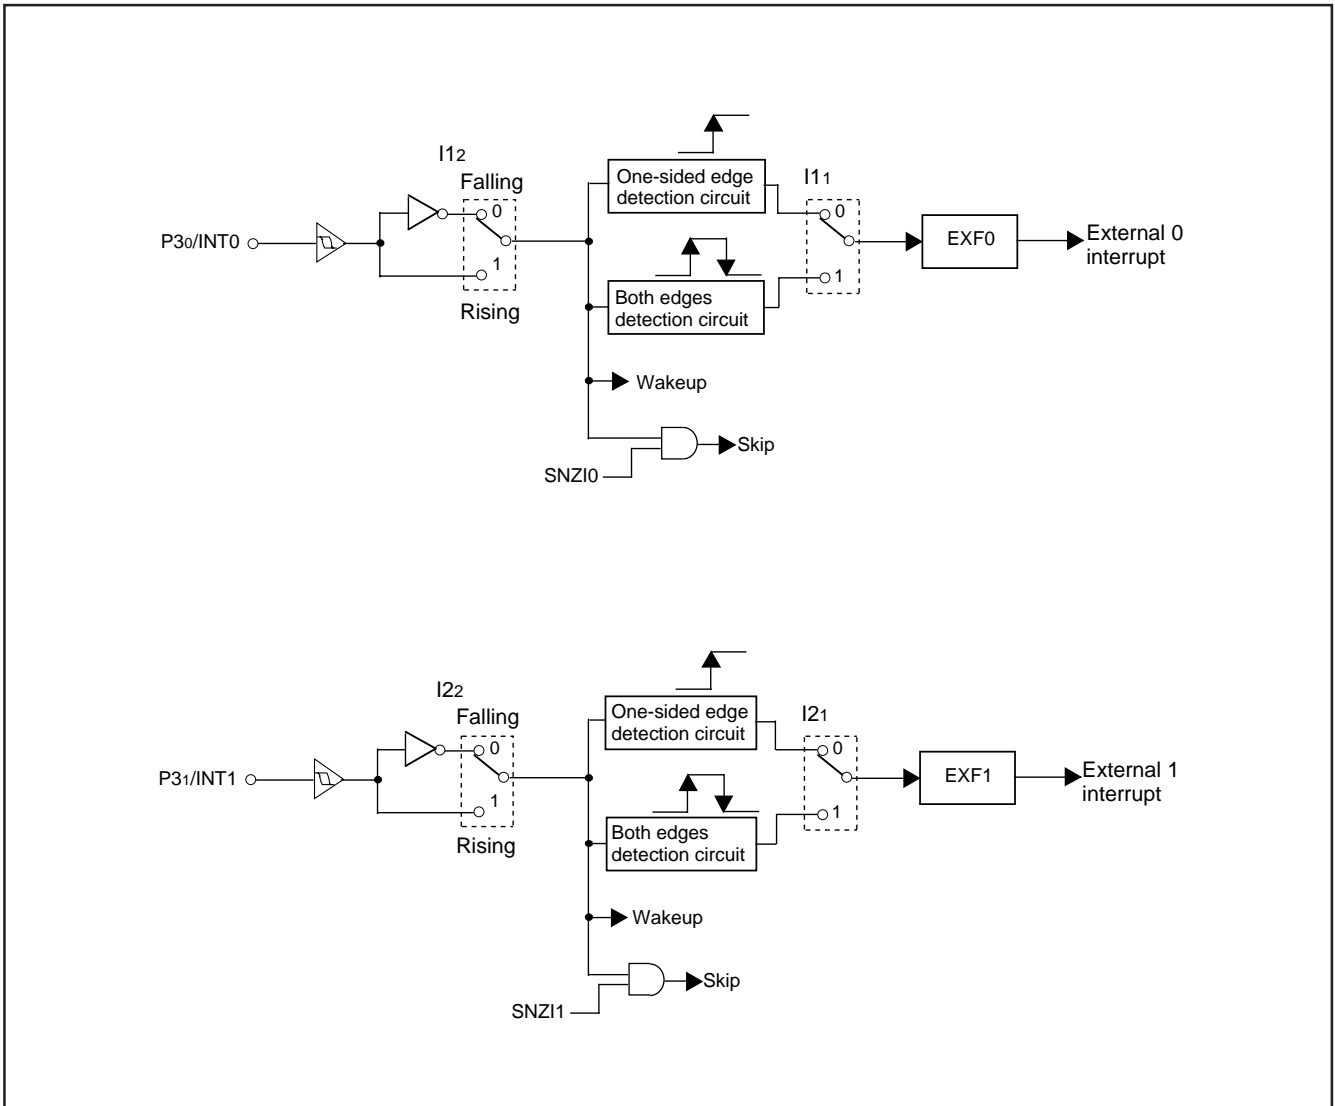 I12
Falling
0
P30/INT0
1
Rising
One-sided edge
detection circuit
Both edges
detection circuit
I11
0
1
EXF0
External 0
interrupt
Wakeup
Skip
SNZI0
I22
Falling
0
P31/INT1
1
Rising
One-sided edge
detection circuit
Both edges
detection circuit
I21
0
1
EXF1
External 1
interrupt
Wakeup
Skip
SNZI1